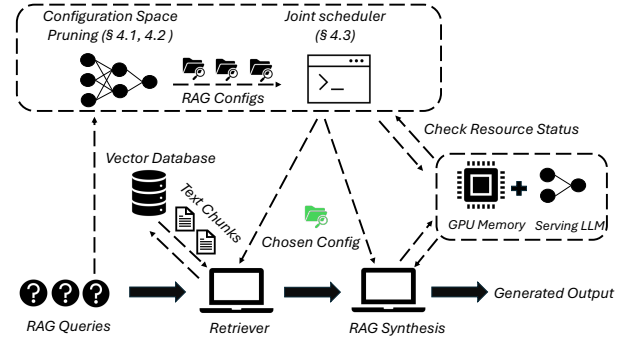 Configuration Space
Pruning (§ 4.1, 4.2 )
Joint scheduler
(§ 4.3)
>_
RAG Configs
Check Resource Status
Vector Database
Text Chunks
Chosen Config
GPU Memory
Serving LLM
? ? ?
RAG Queries
Retriever
RAG Synthesis
Generated Output